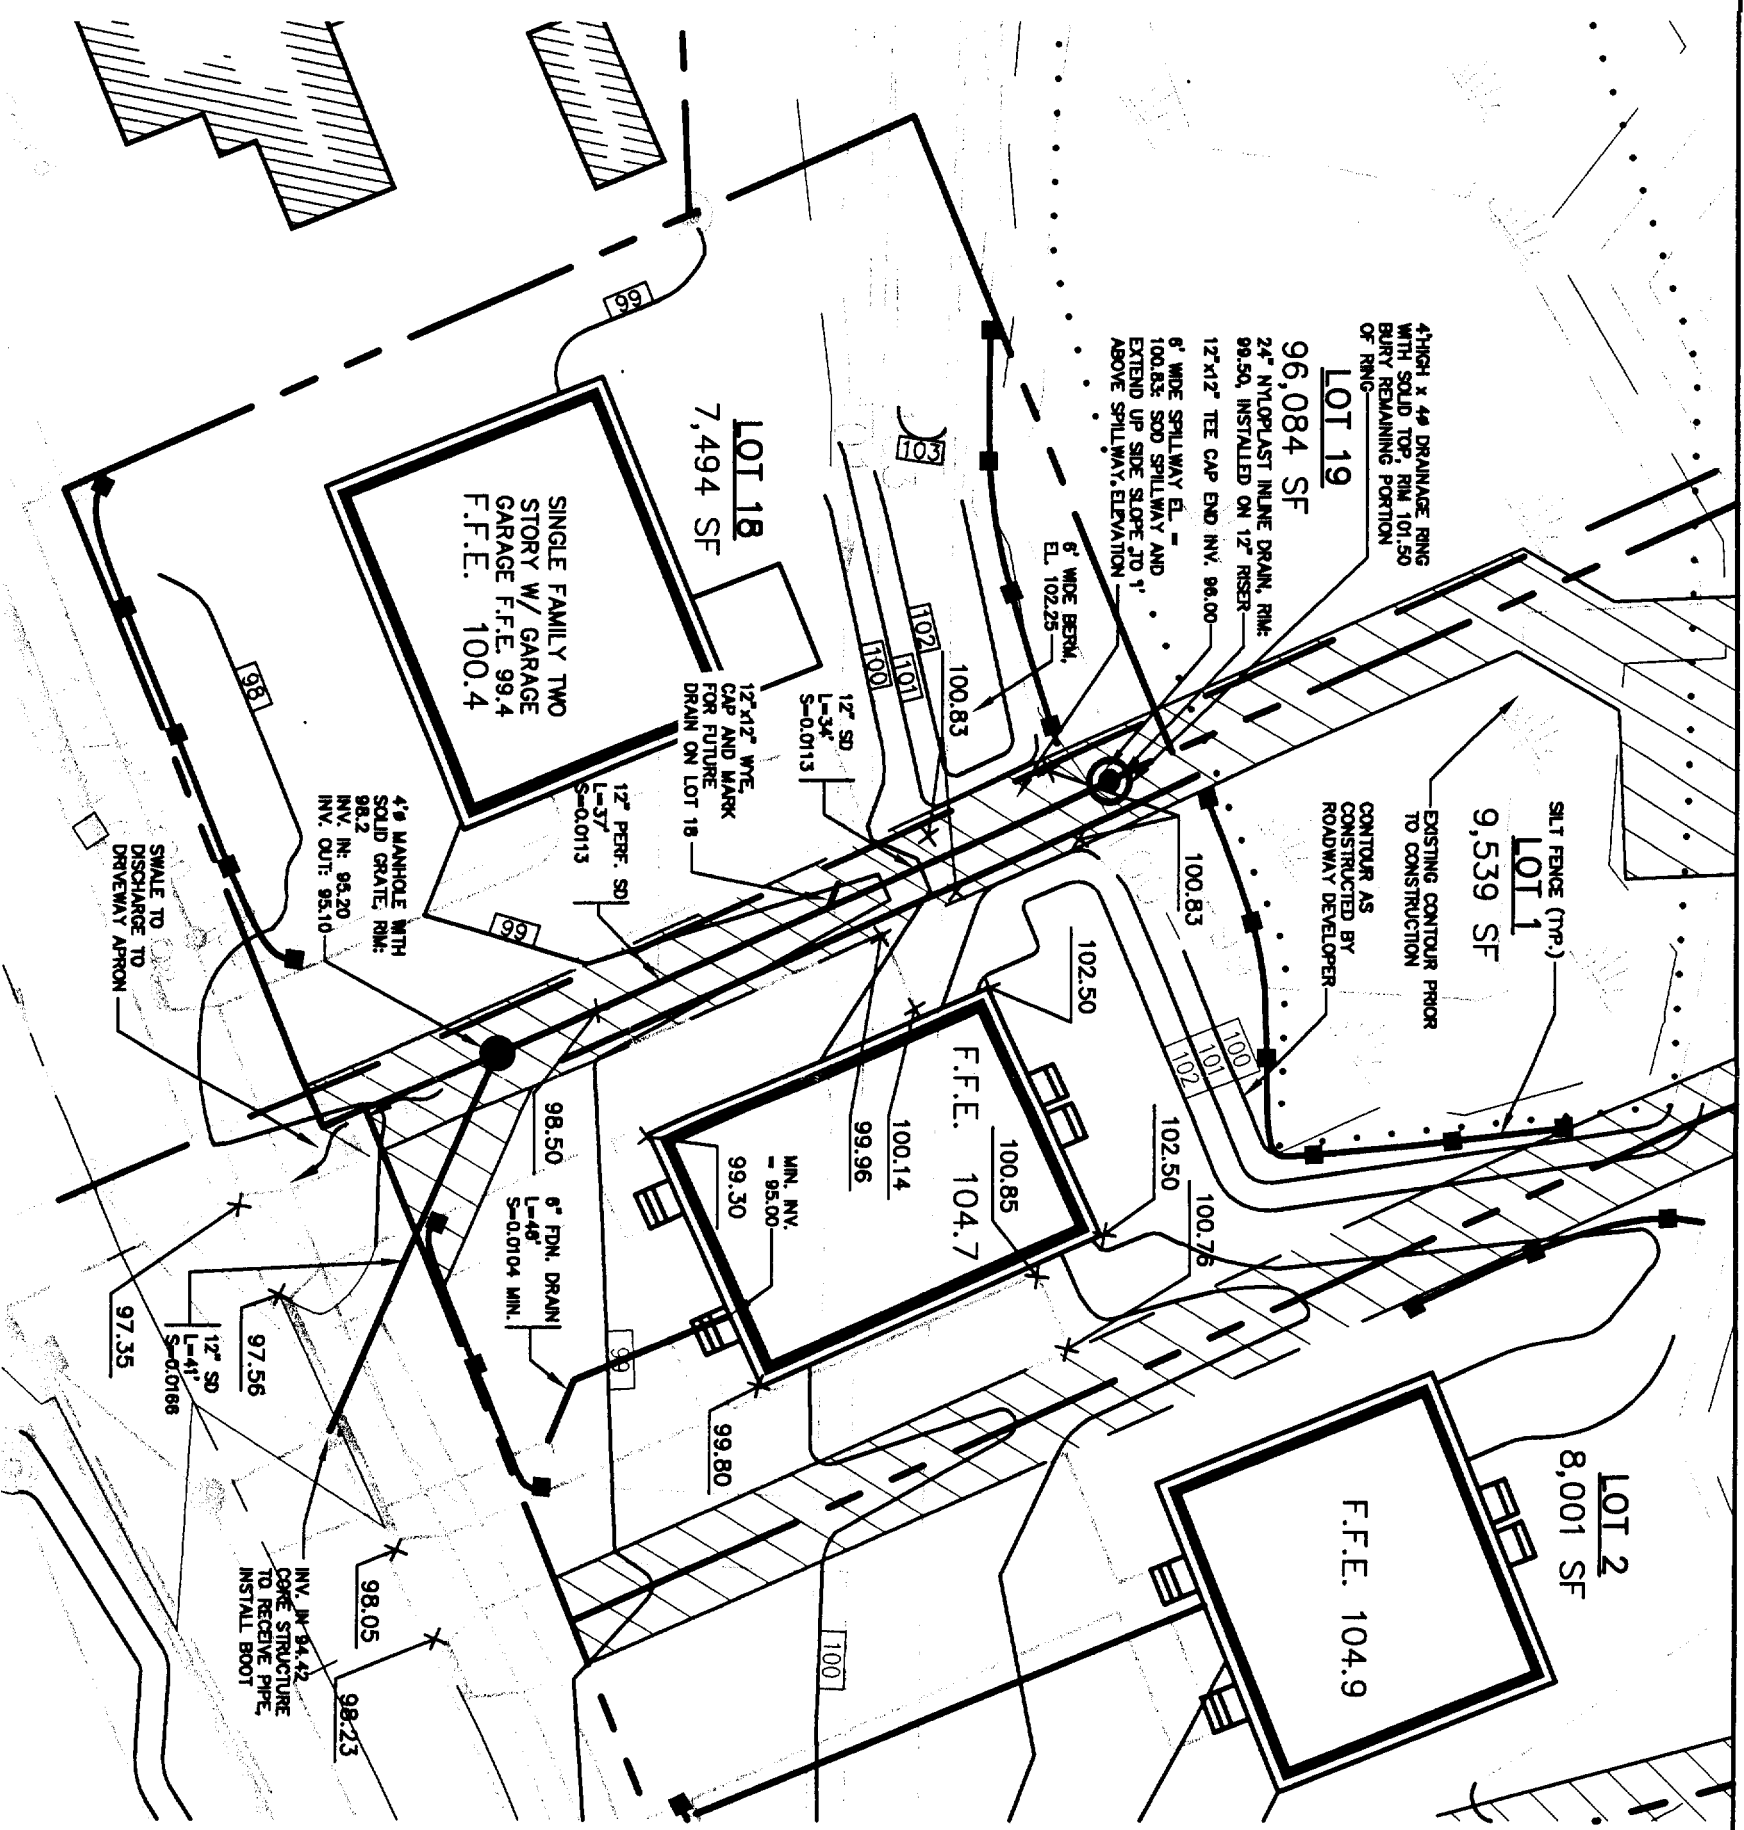 4'HIGH x 4'ø DRAINAGE RING
WITH SOLID TOP, RIM 101.50
BURY REMAINING PORTION
OF RING
LOT 19
96,084 SF
24" NYLOPLAST INLINE DRAIN, RIM:
99.50, INSTALLED ON 12" RISER
12"x12" TEE CAP END INV. 96.00
6' WIDE SPILLWAY EL. =
100.83: SOD SPILLWAY AND
EXTEND UP SIDE SLOPE TO 1'
ABOVE SPILLWAY ELEVATION
6' WIDE BERM,
EL. 102.25
SILT FENCE (TYP.)
LOT 1
9,539 SF
EXISTING CONTOUR PRIOR
TO CONSTRUCTION
CONTOUR AS
CONSTRUCTED BY
ROADWAY DEVELOPER
LOT 2
8,001 SF
F.F.E. 104.9
100.83
100.83
102.50
102.50
100.76
100
101
102
103
102
101
100
LOT 18
7,494 SF
SINGLE FAMILY TWO
STORY W/ GARAGE
GARAGE F.F.E. 99.4
F.F.E. 100.4
12" SD
L=34'
S=0.0113
12"x12" WYE,
CAP AND MARK
FOR FUTURE
DRAIN ON LOT 18
12" PERF. SD
L=37'
S=0.0113
F.F.E. 104.7
100.85
100.14
99.96
MIN. INV.
= 95.00
99.30
98.50
6" FDN. DRAIN
L=48'
S=0.0104 MIN.
99.80
99
99
99
98
100
4'ø MANHOLE WITH
SOLID GRATE, RIM:
98.2
INV. IN: 95.20
INV. OUT: 95.10
SWALE TO
DISCHARGE TO
DRIVEWAY APRON
97.35
97.56
12" SD
L=41'
S=0.0166
98.05
98.23
INV. IN 94.42
CORE STRUCTURE
TO RECEIVE PIPE,
INSTALL BOOT